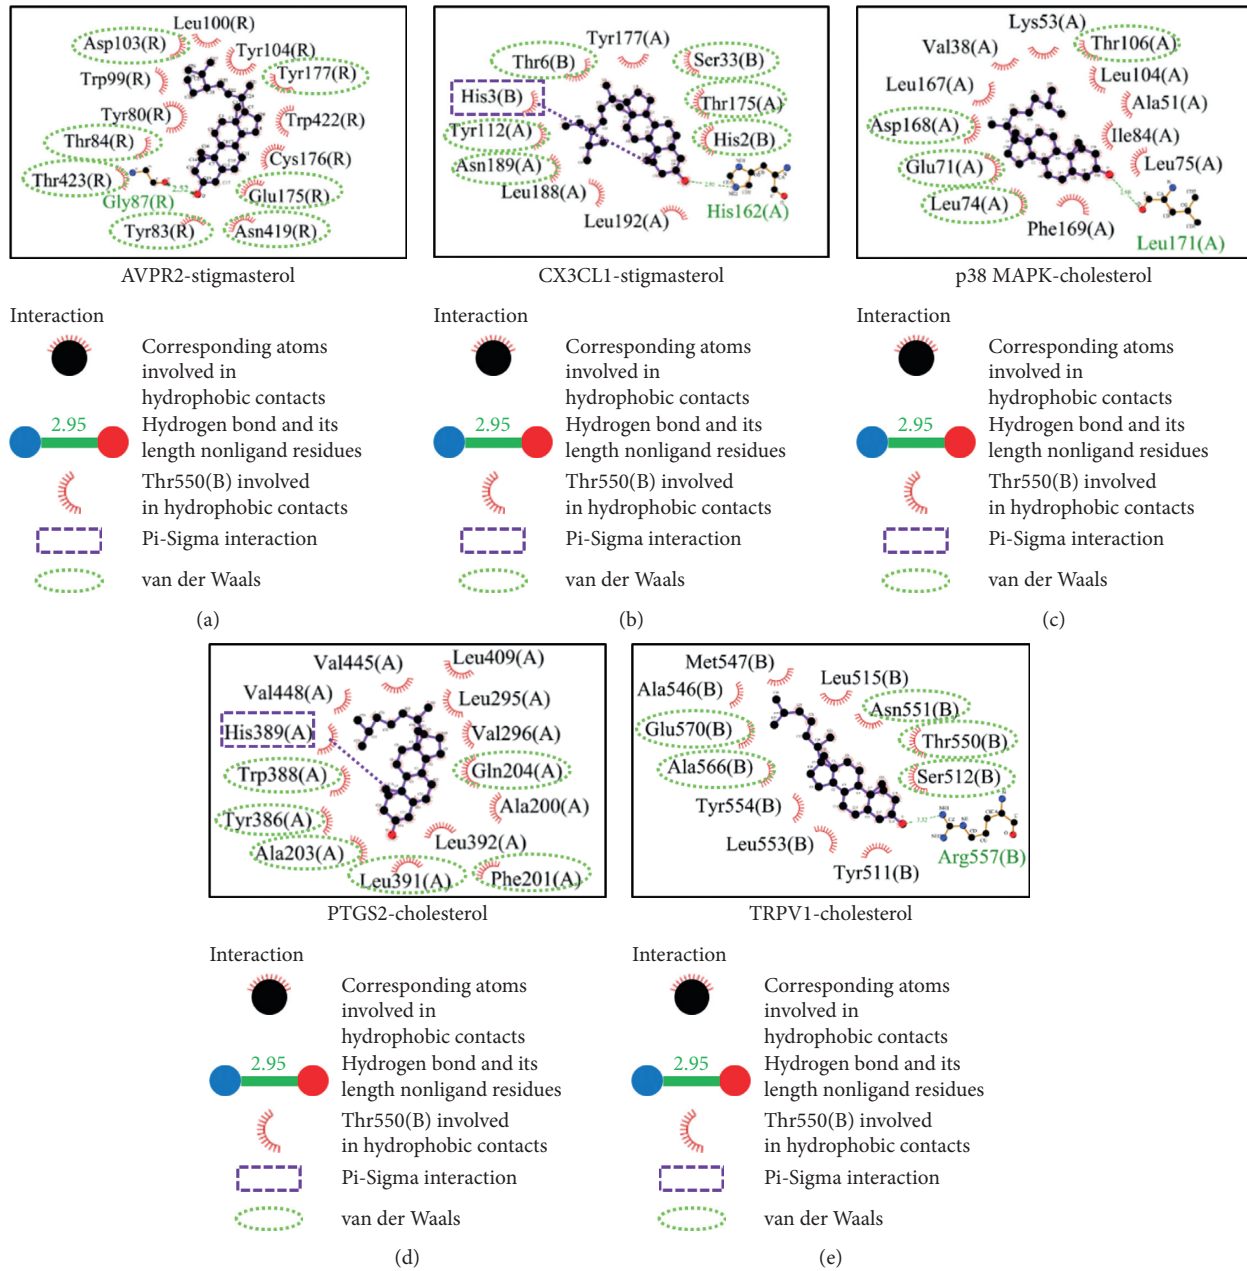 Leu100(R)
Asp103(R)
Tyr104(R)
Trp99(R)
Tyr177(R)
Tyr80(R)
Trp422(R)
Thr84(R)
Cys176(R)
Thr423(R)
Gly87(R)
2.52
Glu175(R)
Tyr83(R)
Asn419(R)
AVPR2-stigmasterol
Interaction
Corresponding atoms
involved in
hydrophobic contacts
2.95
Hydrogen bond and its
length nonligand residues
Thr550(B) involved
in hydrophobic contacts
Pi-Sigma interaction
van der Waals
(a)
Tyr177(A)
Thr6(B)
Ser33(B)
His3(B)
Thr175(A)
Tyr112(A)
His2(B)
Asn189(A)
Leu188(A)
Leu192(A)
His162(A)
CX3CL1-stigmasterol
Interaction
Corresponding atoms
involved in
hydrophobic contacts
2.95
Hydrogen bond and its
length nonligand residues
Thr550(B) involved
in hydrophobic contacts
Pi-Sigma interaction
van der Waals
(b)
Lys53(A)
Val38(A)
Thr106(A)
Leu167(A)
Leu104(A)
Ala51(A)
Asp168(A)
Ile84(A)
Glu71(A)
Leu75(A)
Leu74(A)
Phe169(A)
Leu171(A)
p38 MAPK-cholesterol
Interaction
Corresponding atoms
involved in
hydrophobic contacts
2.95
Hydrogen bond and its
length nonligand residues
Thr550(B) involved
in hydrophobic contacts
Pi-Sigma interaction
van der Waals
(c)
Val445(A)
Leu409(A)
Val448(A)
Leu295(A)
His389(A)
Val296(A)
Trp388(A)
Gln204(A)
Ala200(A)
Tyr386(A)
Leu392(A)
Ala203(A)
Leu391(A)
Phe201(A)
PTGS2-cholesterol
Interaction
Corresponding atoms
involved in
hydrophobic contacts
2.95
Hydrogen bond and its
length nonligand residues
Thr550(B) involved
in hydrophobic contacts
Pi-Sigma interaction
van der Waals
(d)
Met547(B)
Ala546(B)
Leu515(B)
Asn551(B)
Glu570(B)
Thr550(B)
Ala566(B)
Ser512(B)
Tyr554(B)
Leu553(B)
Tyr511(B)
Arg557(B)
TRPV1-cholesterol
Interaction
Corresponding atoms
involved in
hydrophobic contacts
2.95
Hydrogen bond and its
length nonligand residues
Thr550(B) involved
in hydrophobic contacts
Pi-Sigma interaction
van der Waals
(e)